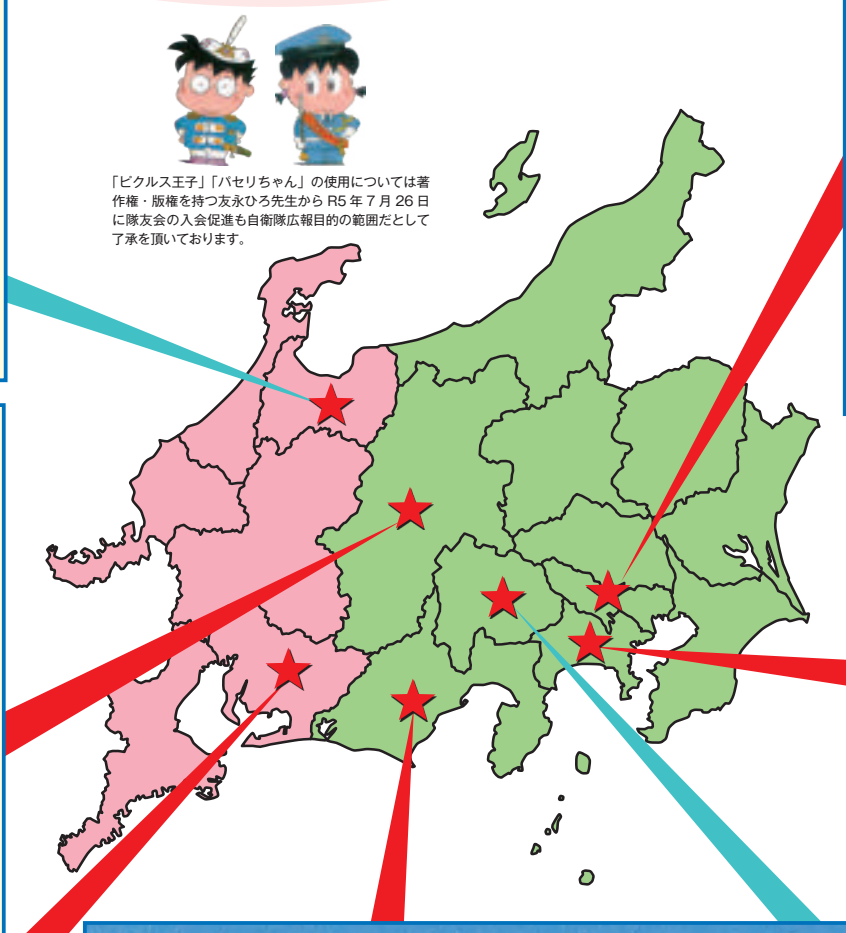 「ピクルス王子」「パセリちゃん」の使用については著
作権・版権を持つ友永ひろ先生から R5 年 7 月 26 日
に隊友会の入会促進も自衛隊広報目的の範囲だとして
了承を頂いております。